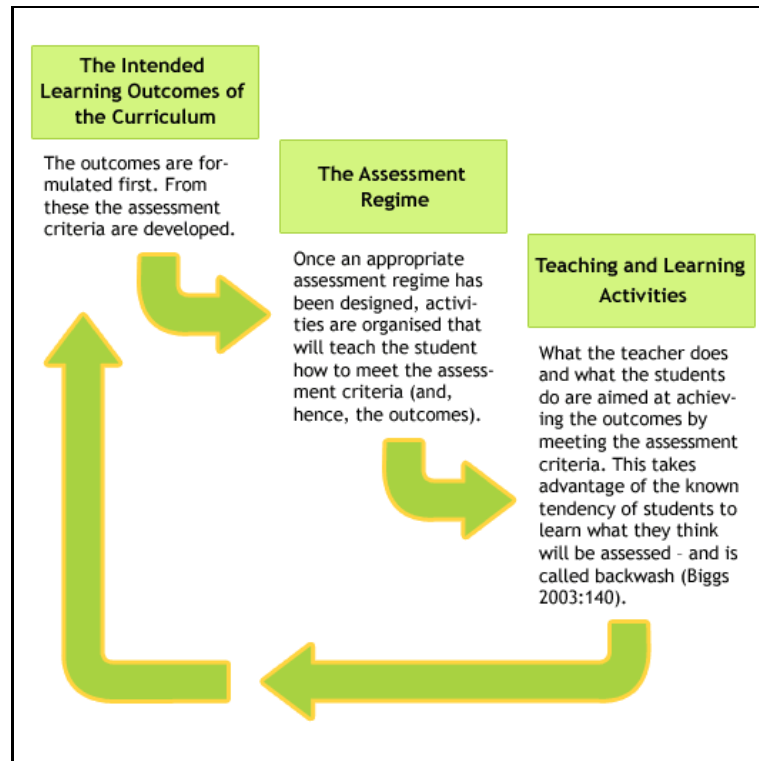 The Intended
Learning Outcomes of
the Curriculum
The outcomes are for-
mulated first. From
these the assessment
criteria are developed.
The Assessment
Regime
Once an appropriate
assessment regime has
been designed, activi-
ties are organised that
will teach the student
how to meet the assess-
ment criteria (and,
hence, the outcomes).
Teaching and Learning
Activities
What the teacher does
and what the students
do are aimed at achiev-
ing the outcomes by
meeting the assessment
criteria. This takes
advantage of the known
tendency of students to
learn what they think
will be assessed - and is
called backwash (Biggs
2003:140).